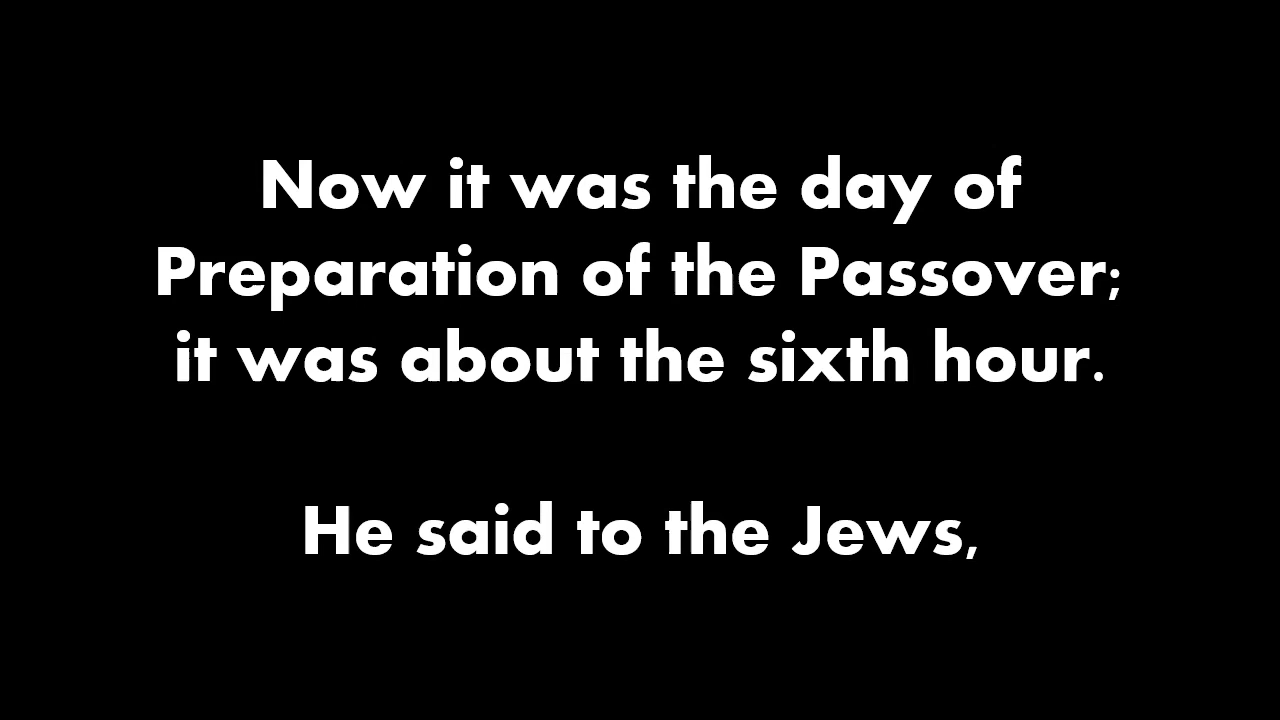 Now it was the day of
Preparation of the Passover;
it was about the sixth hour.
He said to the Jews,